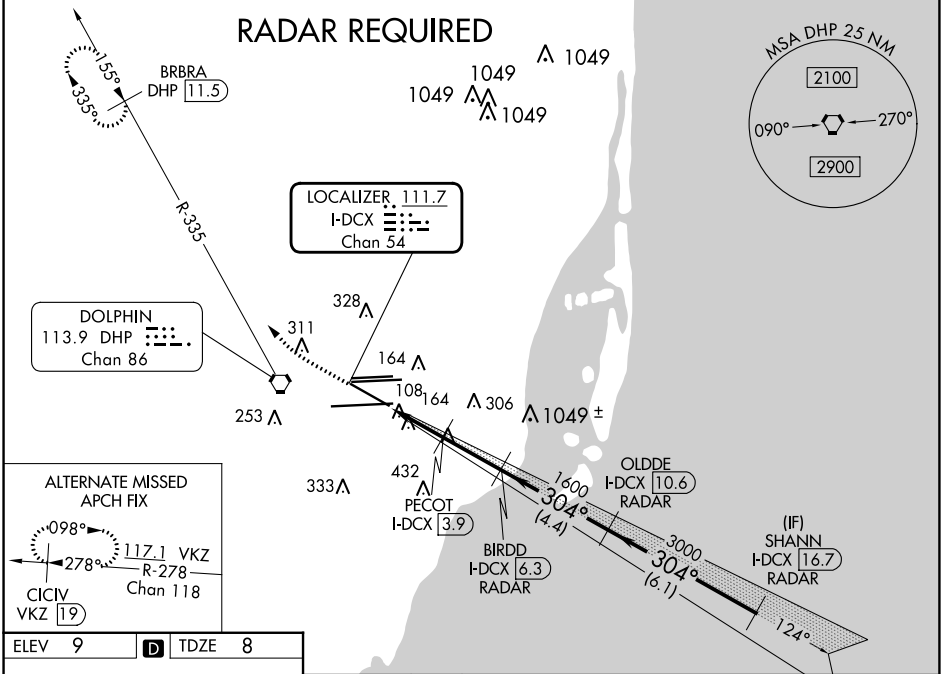 RADAR REQUIRED
155°
335°
BRBRA
DHP 11.5
R-335
1049
1049
1049
1049
MSA DHP 25 NM
2100
090°
270°
2900
LOCALIZER 111.7
I-DCX
Chan 54
DOLPHIN
113.9 DHP
Chan 86
328
311
164
108
164
306
1049 ±
253
333
432
PECOT
I-DCX 3.9
BIRDD
I-DCX 6.3
RADAR
1600
304°
(4.4)
OLDDE
I-DCX 10.6
RADAR
3000
304°
(6.1)
(IF)
SHANN
I-DCX 16.7
RADAR
124°
ALTERNATE MISSED
APCH FIX
098°
278°
117.1 VKZ
R-278
Chan 118
CICIV
VKZ 19
ELEV 9 D TDZE 8